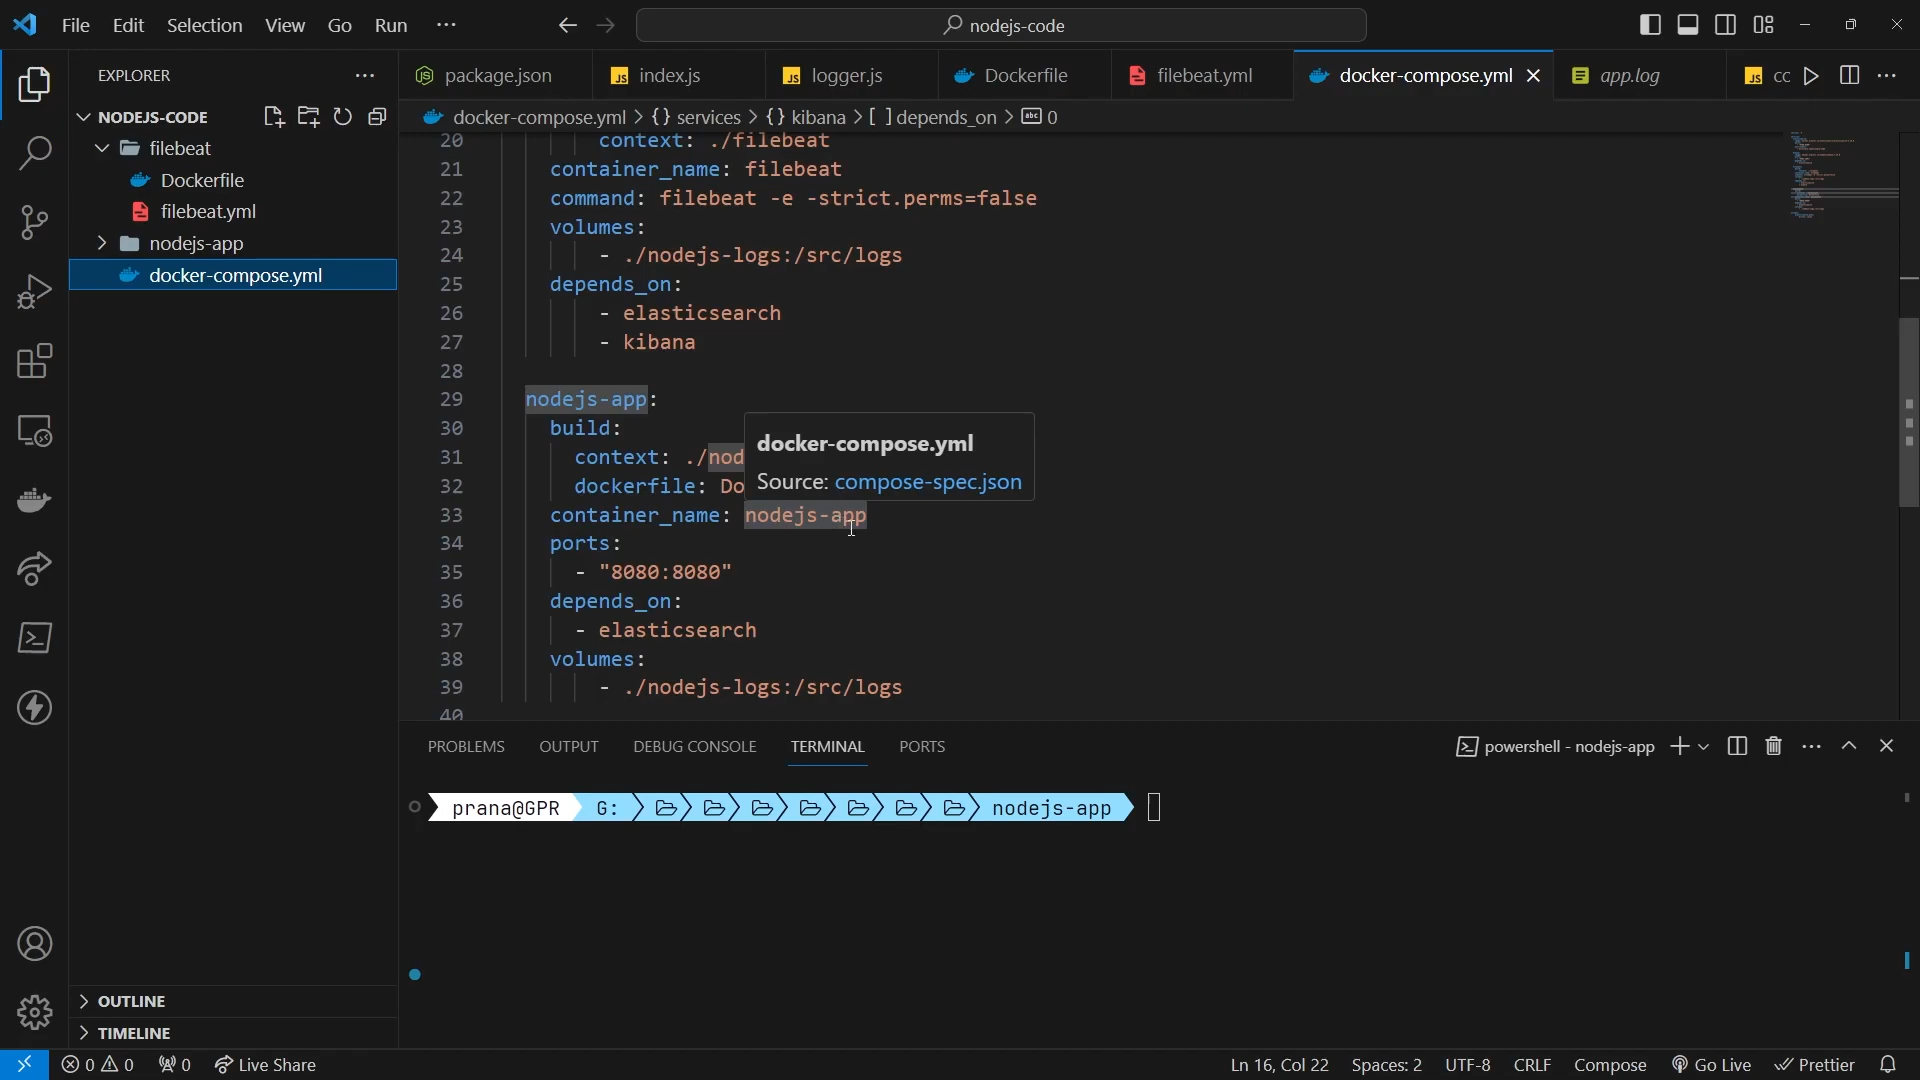 File Edit Selection View Go Run ···
nodejs-code
EXPLORER
NODEJS-CODE
filebeat
Dockerfile
filebeat.yml
nodejs-app
docker-compose.yml
OUTLINE
TIMELINE
package.json
JS index.js
JS logger.js
Dockerfile
filebeat.yml
docker-compose.yml
app.log
JS cc
docker-compose.yml > {} services > {} kibana > [ ] depends_on > abc 0
20 context: ./filebeat
21 container_name: filebeat
22 command: filebeat -e -strict.perms=false
23 volumes:
24 - ./nodejs-logs:/src/logs
25 depends_on:
26 - elasticsearch
27 - kibana
28
29 nodejs-app:
30 build:
31 context: ./nod
32 dockerfile: Do
33 container_name: nodejs-app
34 ports:
35 - "8080:8080"
36 depends_on:
37 - elasticsearch
38 volumes:
39 - ./nodejs-logs:/src/logs
40
docker-compose.yml
Source: compose-spec.json
PROBLEMS OUTPUT DEBUG CONSOLE TERMINAL PORTS
powershell - nodejs-app
prana@GPR G: nodejs-app
0 0 0 Live Share
Ln 16, Col 22 Spaces: 2 UTF-8 CRLF Compose Go Live Prettier